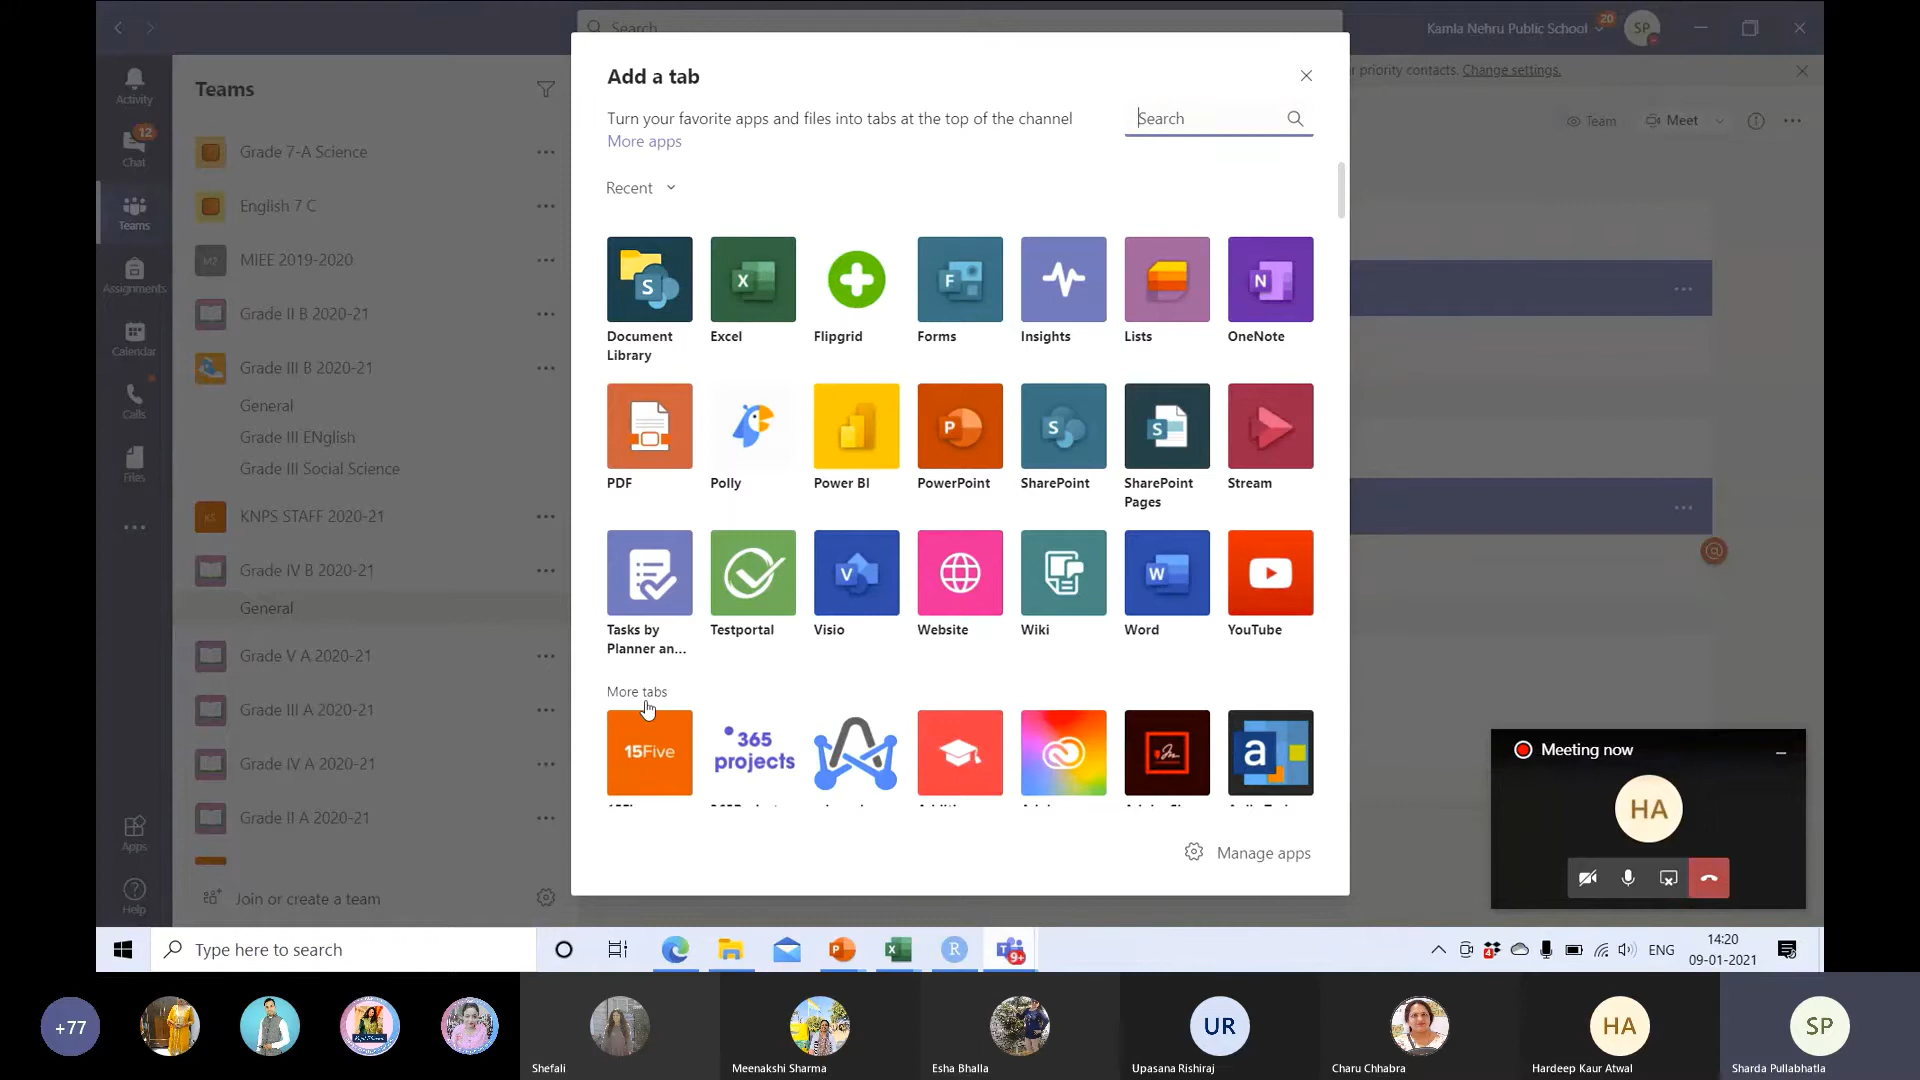 Search
Kamla Nehru Public School
20
SP
Add a tab
Turn your favorite apps and files into tabs at the top of the channel
More apps
Search
r priority contacts. Change settings.
Team
Meet
Recent
Activity
12
Chat
Teams
Assignments
Calendar
Calls
Files
Apps
Help
Teams
Grade 7-A Science
English 7 C
M2
MIEE 2019-2020
Grade II B 2020-21
Grade III B 2020-21
General
Grade III ENglish
Grade III Social Science
KS
KNPS STAFF 2020-21
Grade IV B 2020-21
General
Grade V A 2020-21
Grade III A 2020-21
Grade IV A 2020-21
Grade II A 2020-21
Join or create a team
Document Library
Excel
Flipgrid
Forms
Insights
Lists
OneNote
PDF
Polly
Power BI
PowerPoint
SharePoint
SharePoint Pages
Stream
Tasks by Planner an...
Testportal
Visio
Website
Wiki
Word
YouTube
More tabs
15Five
365 projects
a
Manage apps
Meeting now
HA
Type here to search
R
9+
4
ENG
14:20
09-01-2021
+77
Shefali
Meenakshi Sharma
Esha Bhalla
UR
Upasana Rishiraj
Charu Chhabra
HA
Hardeep Kaur Atwal
SP
Sharda Pullabhatla